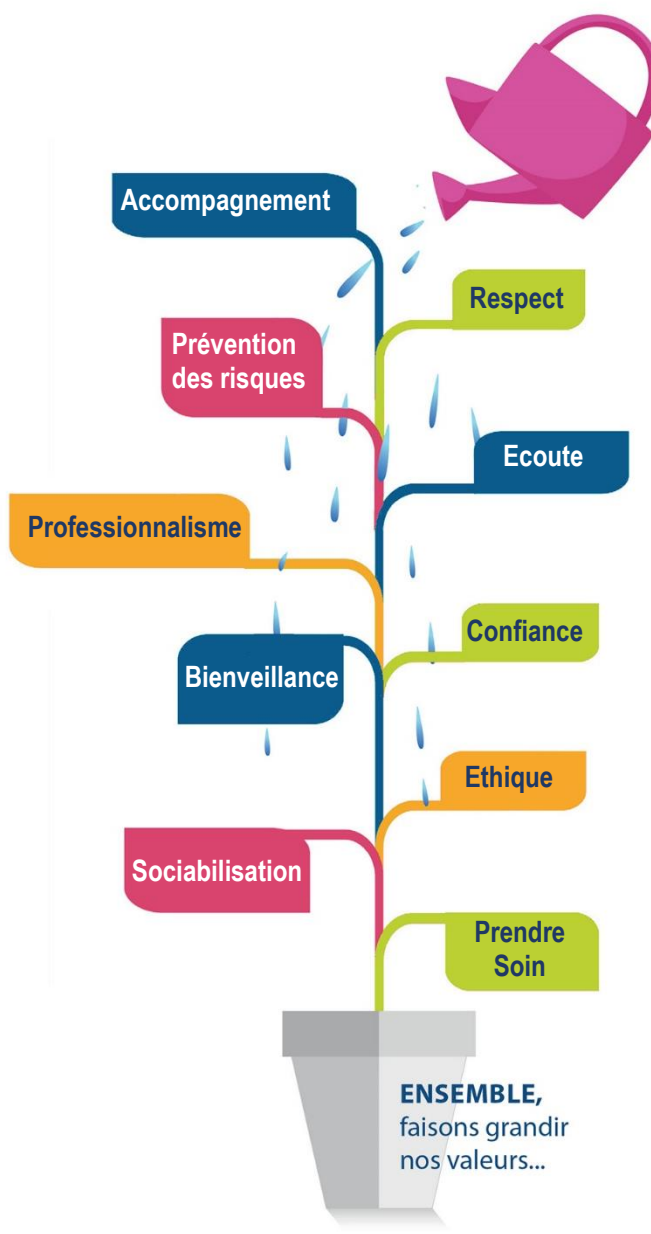 Accompagnement
Respect
Prévention
des risques
Ecoute
Professionnalisme
Confiance
Bienveillance
Ethique
Sociabilisation
Prendre
Soin
ENSEMBLE,
faisons grandir
nos valeurs...